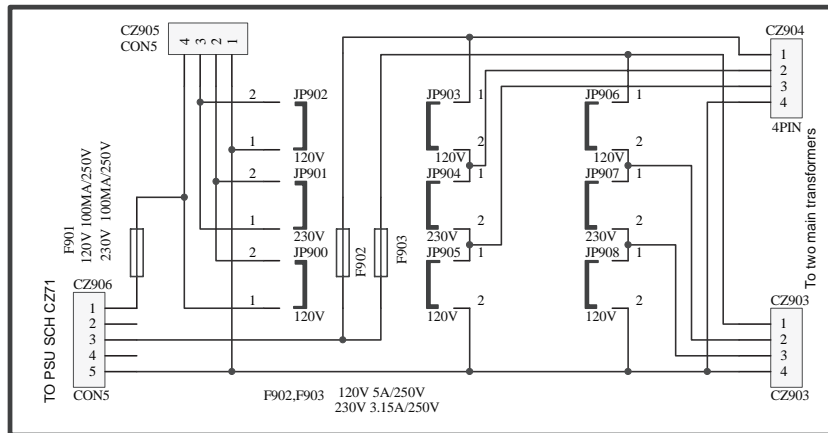 CZ905
CON5
4 3 2 1
CZ904
1
2
3
4
4PIN
To two main transformers
2 JP902
1
120V
2 JP901
1
230V
2 JP900
1
120V
JP903 1
2
120V
JP904 1
2
230V
JP905 1
2
120V
JP906 1
2
120V
JP907 1
2
230V
JP908 1
2
120V
F901
120V 100MA/250V
230V 100MA/250V
F902
F903
CZ906
1
2
3
4
5
CON5
TO PSU SCH CZ71
CZ903
1
2
3
4
CZ903
F902,F903 120V 5A/250V
230V 3.15A/250V